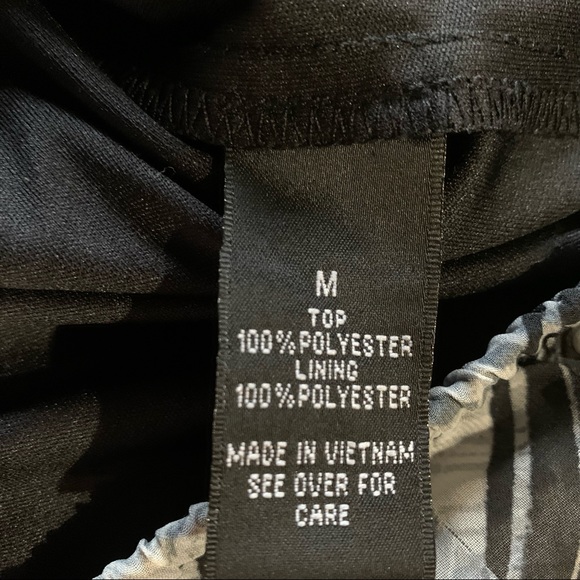 M
TOP
100%POLYESTER
LINING
100%POLYESTER
MADE IN VIETNAM
SEE OVER FOR
CARE